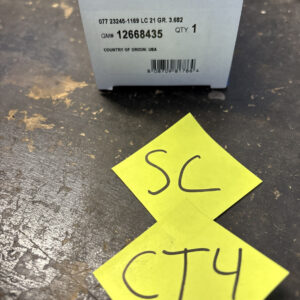 077 23245-1169 LC 21 GR. 3.682
GM# 12668435 QTY. 1
COUNTRY OF ORIGIN: USA
SC
CT4